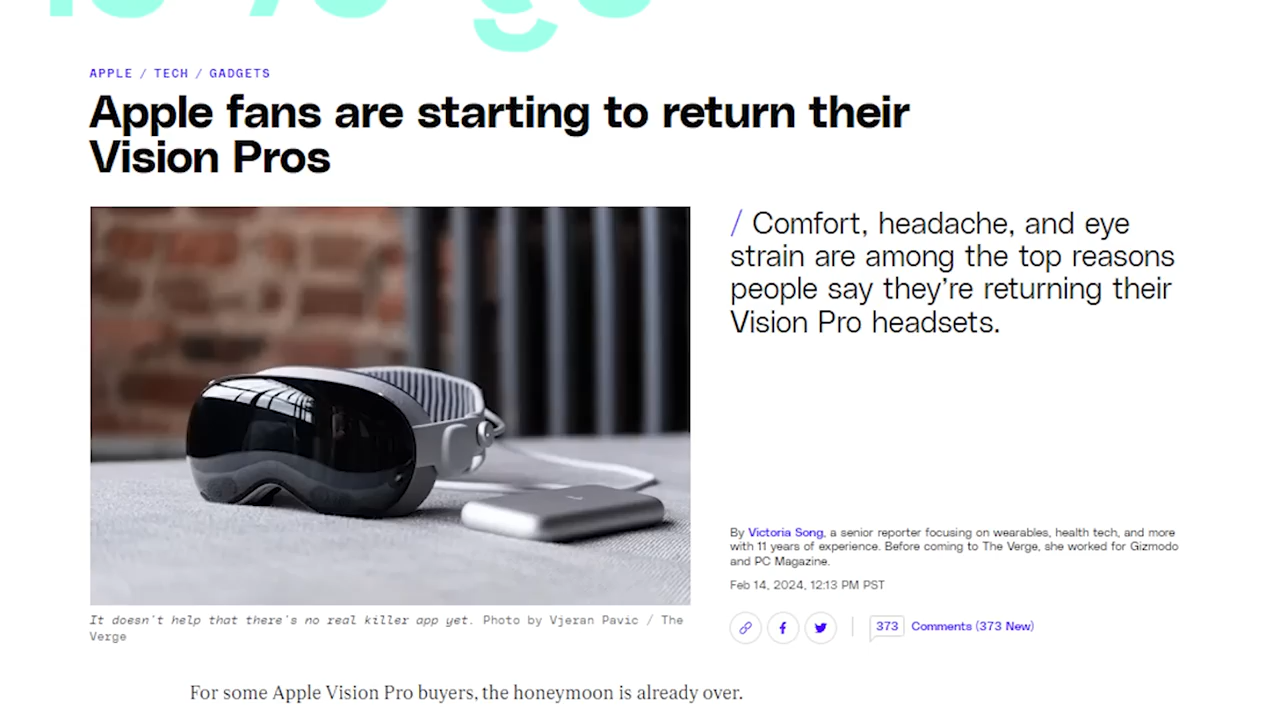 APPLE / TECH / GADGETS
Apple fans are starting to return their
Vision Pros
/ Comfort, headache, and eye
strain are among the top reasons
people say they’re returning their
Vision Pro headsets.
By Victoria Song, a senior reporter focusing on wearables, health tech, and more
with 11 years of experience. Before coming to The Verge, she worked for Gizmodo
and PC Magazine.
Feb 14, 2024, 12:13 PM PST
373 Comments (373 New)
It doesn't help that there's no real killer app yet. Photo by Vjeran Pavic / The
Verge
For some Apple Vision Pro buyers, the honeymoon is already over.